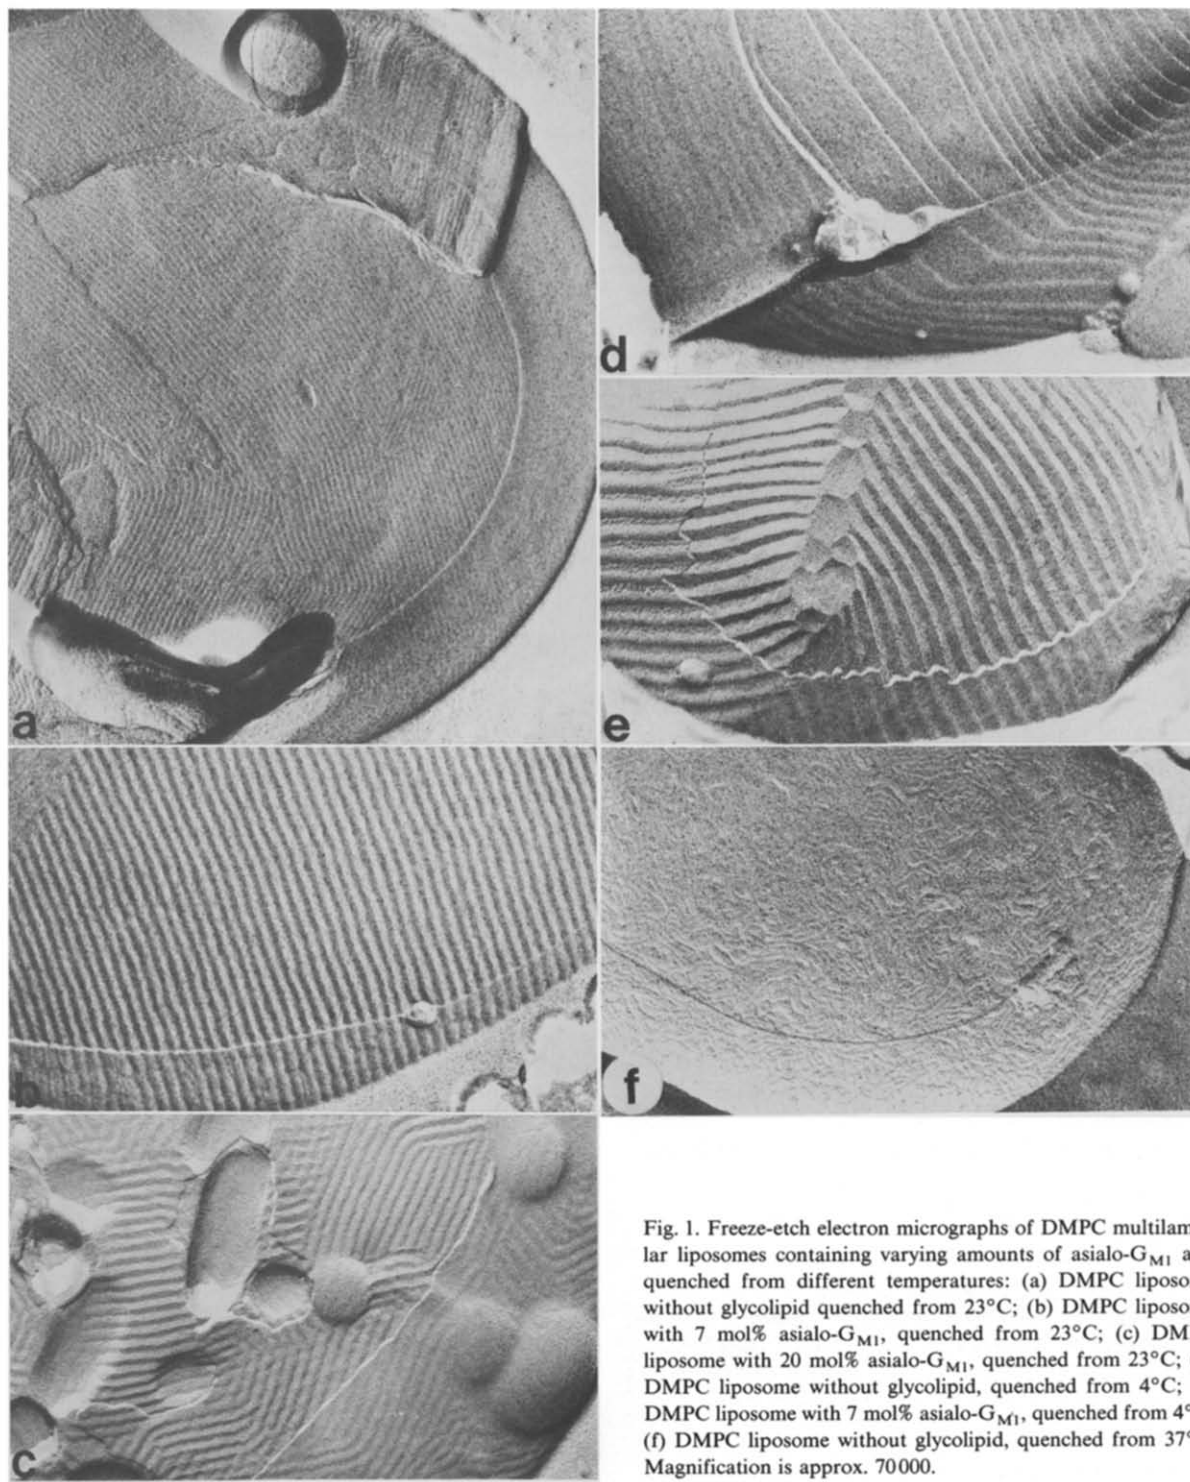 a
b
c
d
e
f
Fig. 1. Freeze-etch electron micrographs of DMPC multilam
lar liposomes containing varying amounts of asialo-GM1 a
quenched from different temperatures: (a) DMPC liposo
without glycolipid quenched from 23°C; (b) DMPC liposo
with 7 mol% asialo-GM1, quenched from 23°C; (c) DM
liposome with 20 mol% asialo-GM1, quenched from 23°C;
DMPC liposome without glycolipid, quenched from 4°C;
DMPC liposome with 7 mol% asialo-GM1, quenched from 4°
(f) DMPC liposome without glycolipid, quenched from 37°
Magnification is approx. 70000.